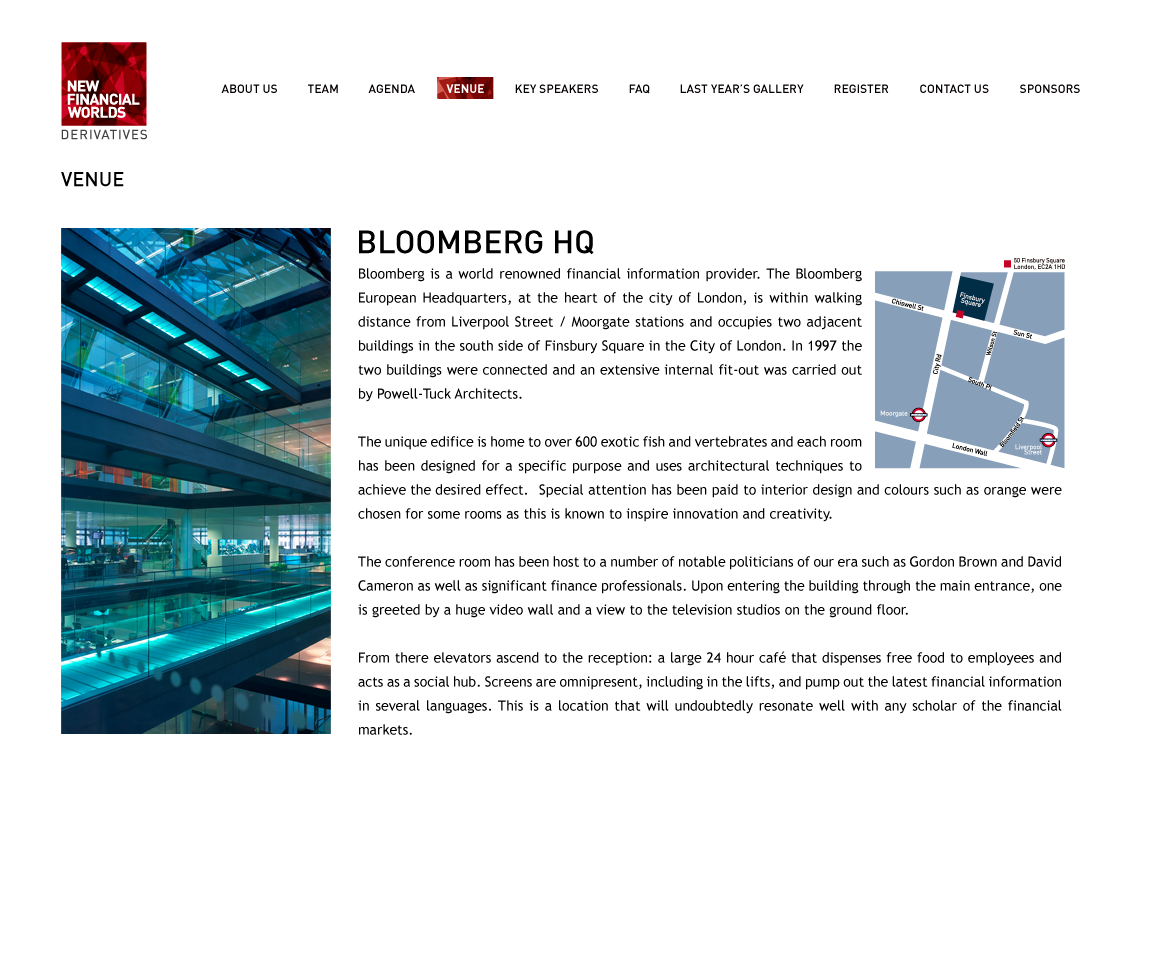 NEW
FINANCIAL
WORLDS
DERIVATIVES
ABOUT US
TEAM
AGENDA
VENUE
KEY SPEAKERS
FAQ
LAST YEAR'S GALLERY
REGISTER
CONTACT US
SPONSORS
VENUE
BLOOMBERG HQ
Bloomberg is a world renowned financial information provider. The Bloomberg
European Headquarters, at the heart of the city of London, is within walking
distance from Liverpool Street / Moorgate stations and occupies two adjacent
buildings in the south side of Finsbury Square in the City of London. In 1997 the
two buildings were connected and an extensive internal fit-out was carried out
by Powell-Tuck Architects.
The unique edifice is home to over 600 exotic fish and vertebrates and each room
has been designed for a specific purpose and uses architectural techniques to
achieve the desired effect.  Special attention has been paid to interior design and colours such as orange were
chosen for some rooms as this is known to inspire innovation and creativity.
The conference room has been host to a number of notable politicians of our era such as Gordon Brown and David
Cameron as well as significant finance professionals. Upon entering the building through the main entrance, one
is greeted by a huge video wall and a view to the television studios on the ground floor.
From there elevators ascend to the reception: a large 24 hour café that dispenses free food to employees and
acts as a social hub. Screens are omnipresent, including in the lifts, and pump out the latest financial information
in several languages. This is a location that will undoubtedly resonate well with any scholar of the financial
markets.
50 Finsbury Square
London, EC2A 1HD
Finsbury
Square
Chiswell St
Sun St
Wilson St
City Rd
South Pl
Moorgate
Bloomfield St
London Wall
Liverpool
Street